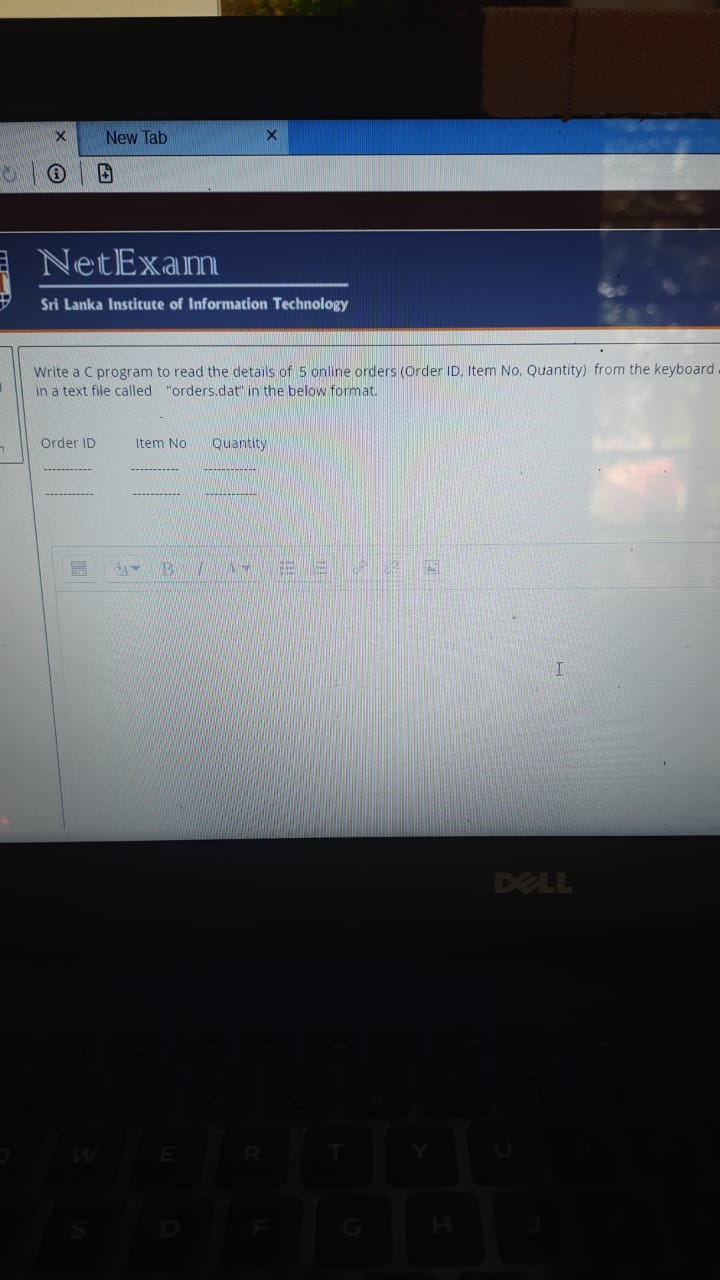 New Tab
NetExam
Sri Lanka Institute of Information Technology
Write a C program to read the details of 5 online orders (Order ID, Item No, Quantity) from the keyboard
in a text file called "orders.dat" in the below format.
Order ID Item No Quantity
----------- ----------- ------------
----------- ----------- ------------
B I A
DELL
W E R T Y U
S D F G H J